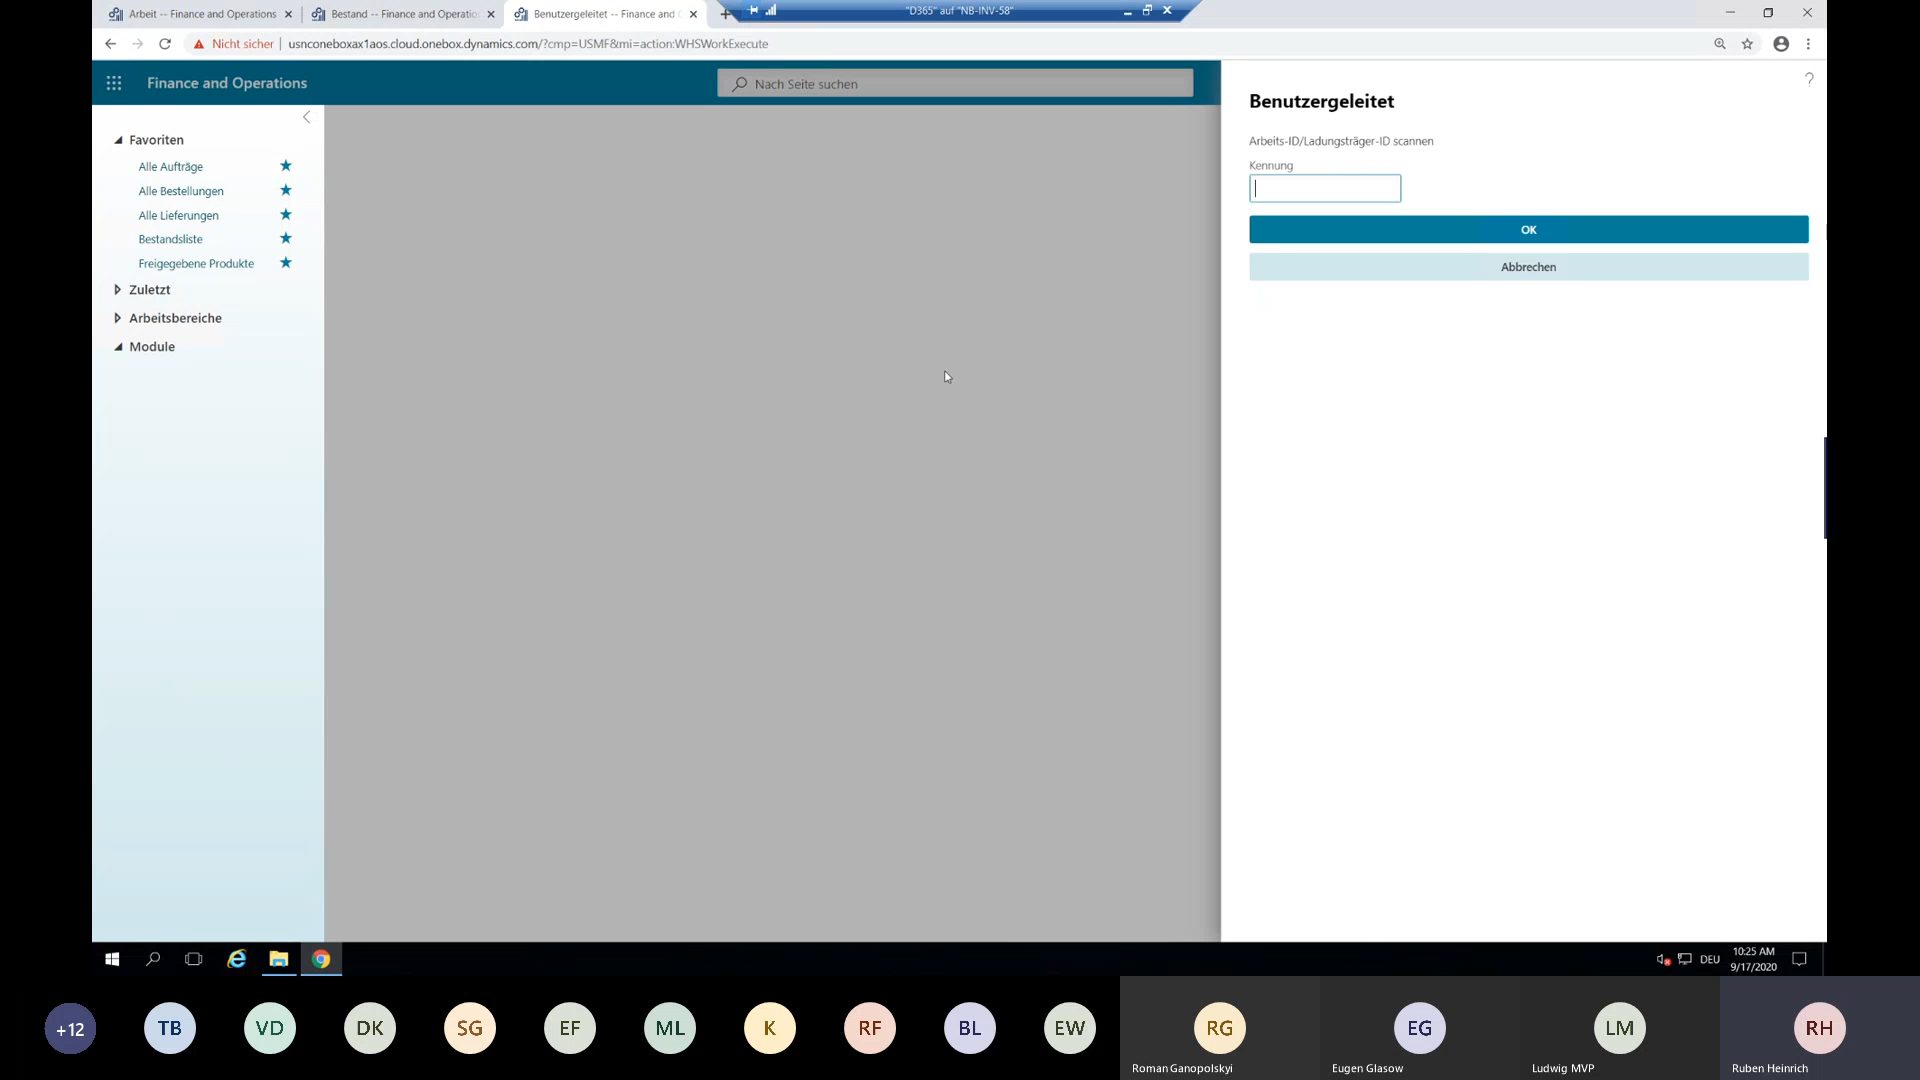 Arbeit -- Finance and Operations
Bestand -- Finance and Operatio
Benutzergeleitet -- Finance and O
"D365" auf "NB-INV-58"
Nicht sicher
usnconeboxax1aos.cloud.onebox.dynamics.com/?cmp=USMF&mi=action:WHSWorkExecute
Finance and Operations
Nach Seite suchen
?
Benutzergeleitet
Arbeits-ID/Ladungsträger-ID scannen
Kennung
OK
Abbrechen
Favoriten
Alle Aufträge
Alle Bestellungen
Alle Lieferungen
Bestandsliste
Freigegebene Produkte
Zuletzt
Arbeitsbereiche
Module
DEU
10:25 AM
9/17/2020
+12
TB
VD
DK
SG
EF
ML
K
RF
BL
EW
RG
Roman Ganopolskyi
EG
Eugen Glasow
LM
Ludwig MVP
RH
Ruben Heinrich